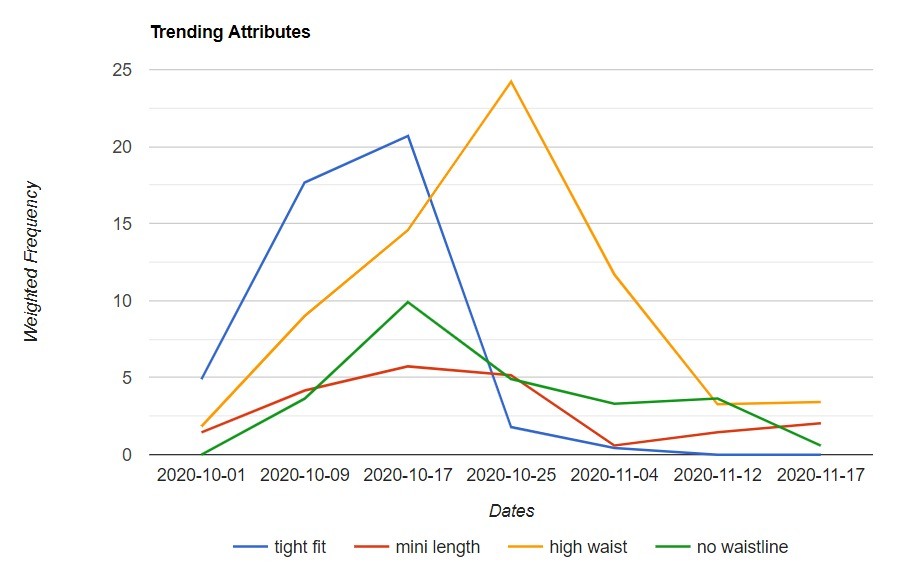 Trending Attributes
25
20
15
10
5
0
Weighted Frequency
2020-10-01 2020-10-09 2020-10-17 2020-10-25 2020-11-04 2020-11-12 2020-11-17
Dates
tight fit mini length high waist no waistline